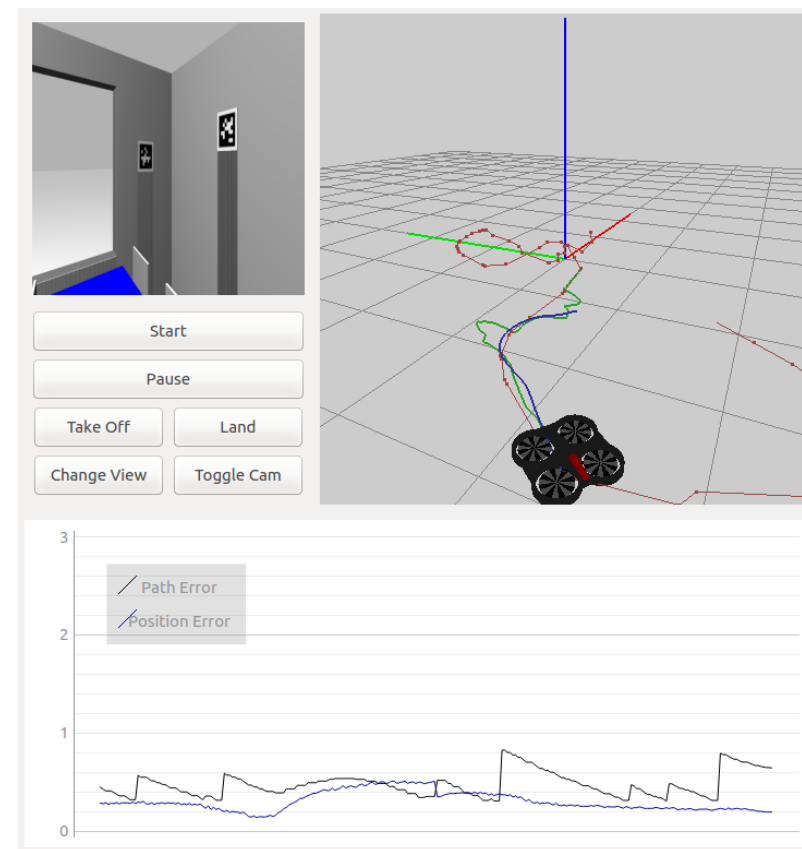 Start
Pause
Take Off
Land
Change View
Toggle Cam
3
Path Error
Position Error
2
1
0